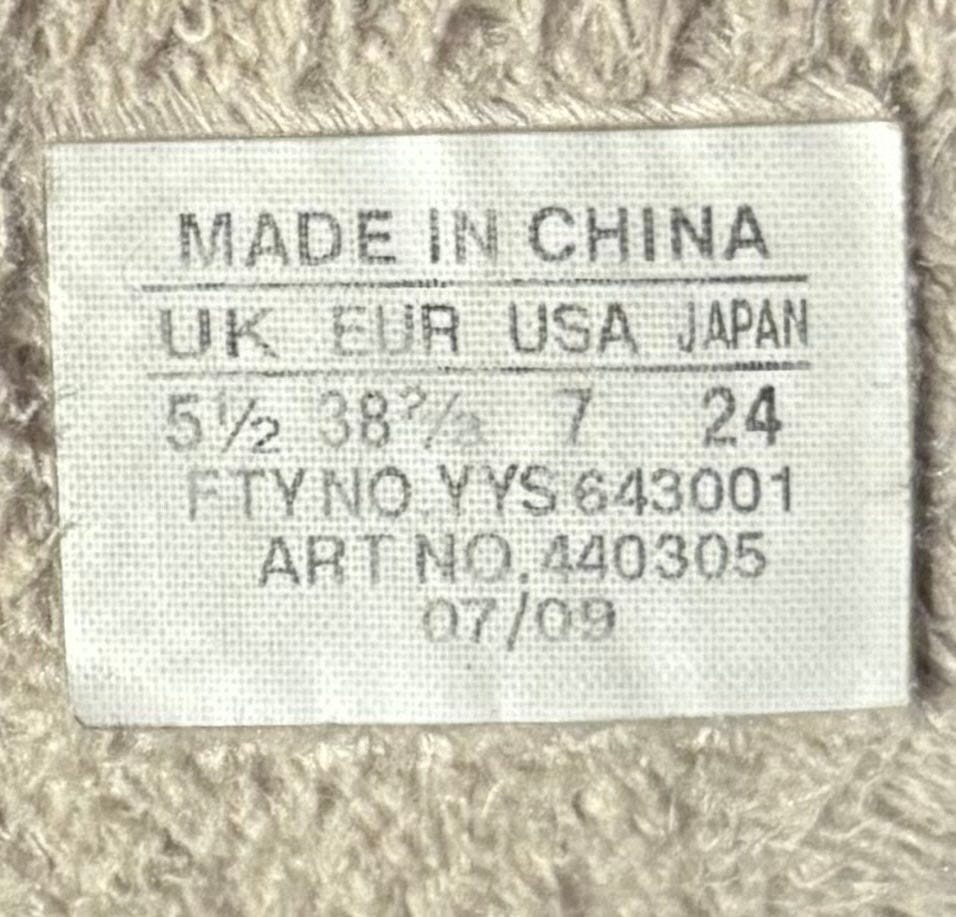 MADE IN CHINA
UK EUR USA JAPAN
5½ 38⅔ 7 24
FTY NO. YYS 643001
ART NO. 440305
07/09